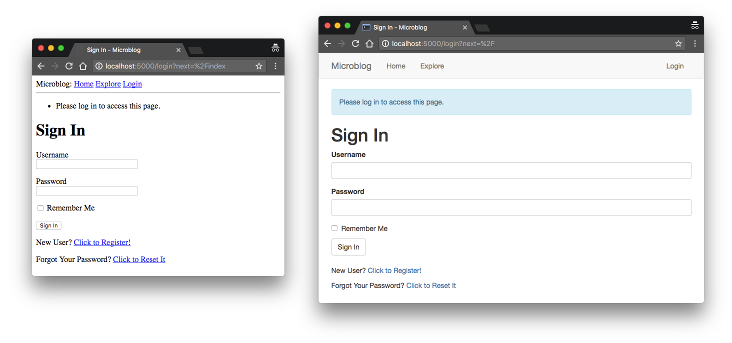 Sign In - Microblog
localhost:5000/login?next=%2Findex
Microblog: Home Explore Login
Please log in to access this page.
Sign In
Username
Password
Remember Me
Sign In
New User? Click to Register!
Forgot Your Password? Click to Reset It
Sign In - Microblog
localhost:5000/login?next=%2F
Microblog Home Explore Login
Please log in to access this page.
Sign In
Username
Password
Remember Me
Sign In
New User? Click to Register!
Forgot Your Password? Click to Reset It